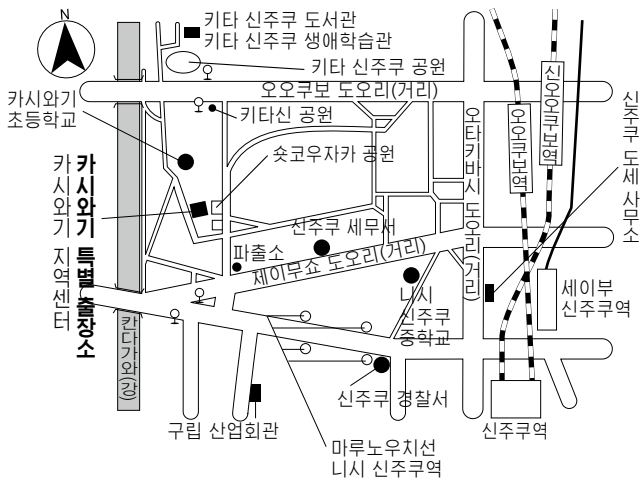 N
키타 신주쿠 도서관
키타 신주쿠 생애학습관
키타 신주쿠 공원
오오쿠보 도오리(거리)
카시와기
초등학교
키타신 공원
숏코우자카 공원
카시와기 특별 출장소
카시와기 지역센터
신주쿠 세무서
파출소
제이무쇼 도오리(거리)
오타키바시 도오리(거리)
오오쿠보역
신오오쿠보역
신주쿠 도세 사무소
니시
신주쿠
중학교
세이부
신주쿠역
칸다가와(강)
신주쿠 경찰서
구립 산업회관
신주쿠역
마루노우치선
니시 신주쿠역